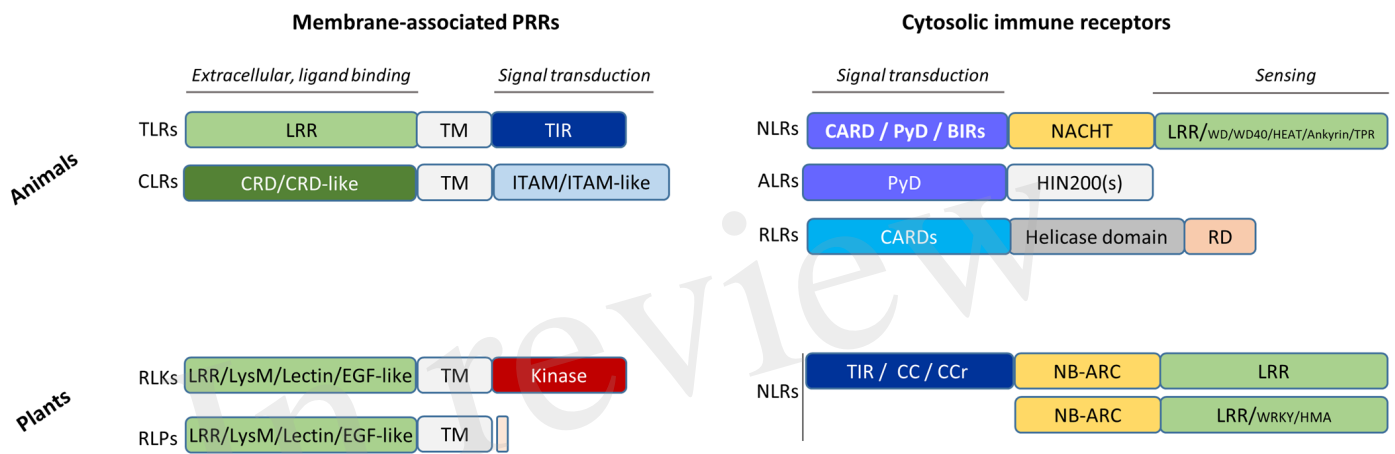 Membrane-associated PRRs
Cytosolic immune receptors
Extracellular, ligand binding
Signal transduction
Signal transduction
Sensing
Animals
TLRs
LRR
TM
TIR
NLRs
CARD / PyD / BIRs
NACHT
LRR/WD/WD40/HEAT/Ankyrin/TPR
CLRs
CRD/CRD-like
TM
ITAM/ITAM-like
ALRs
PyD
HIN200(s)
RLRs
CARDs
Helicase domain
RD
Plants
RLKs
LRR/LysM/Lectin/EGF-like
TM
Kinase
NLRs
TIR / CC / CCr
NB-ARC
LRR
NB-ARC
LRR/WRKY/HMA
RLPs
LRR/LysM/Lectin/EGF-like
TM
In review